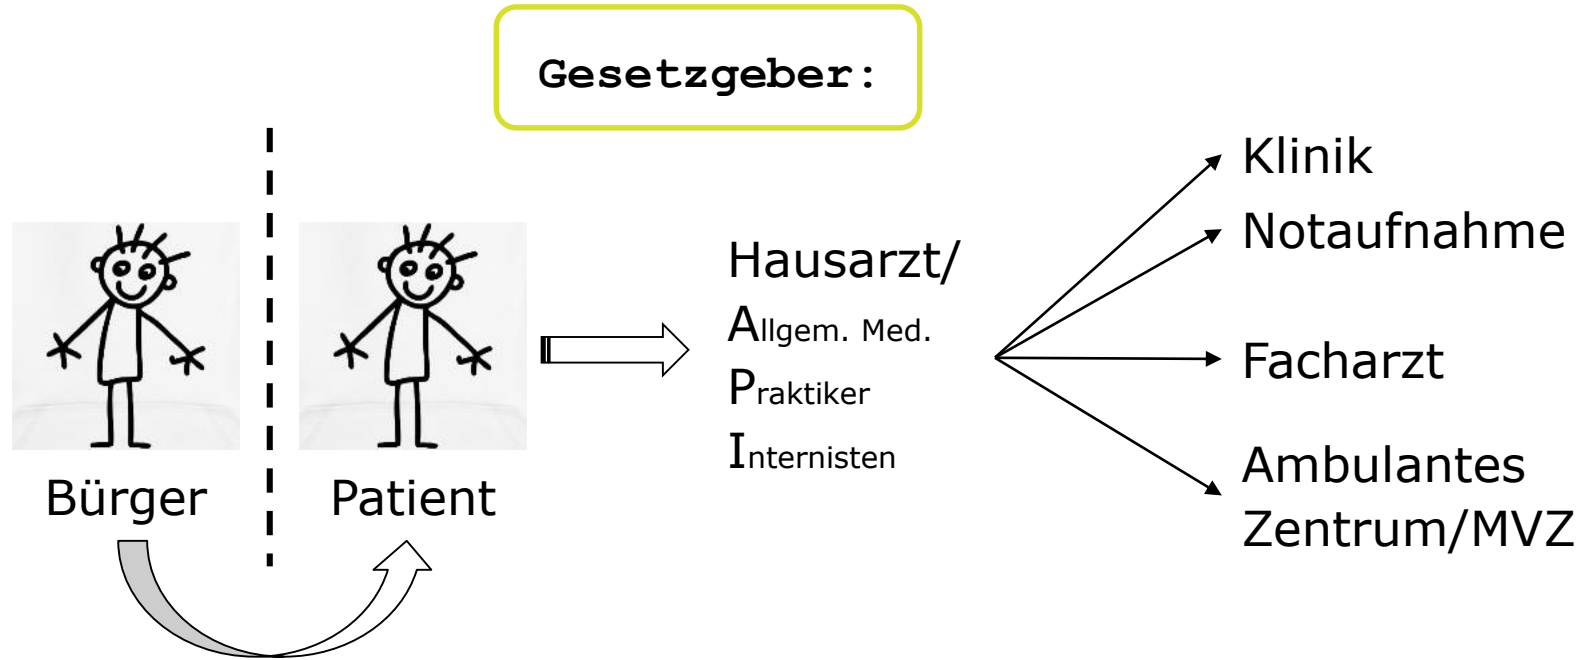 Gesetzgeber:
Bürger
Patient
Hausarzt/
Allgem. Med.
Praktiker
Internisten
Klinik
Notaufnahme
Facharzt
Ambulantes
Zentrum/MVZ